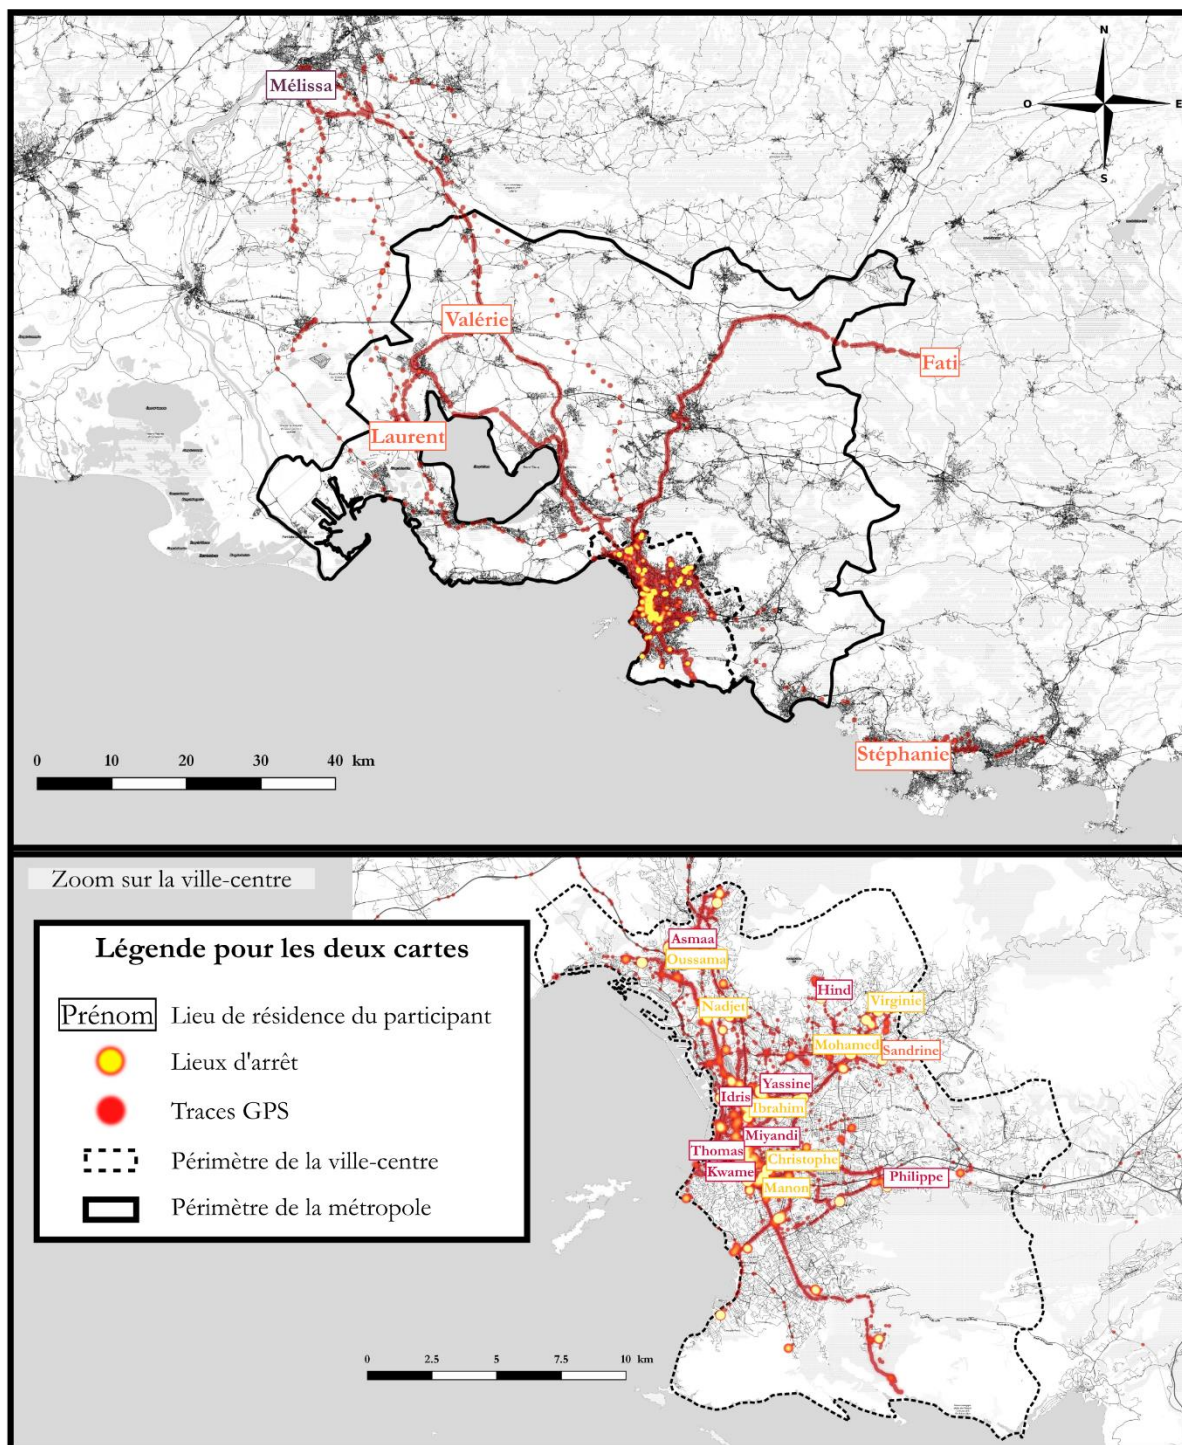 N
O
E
S
Mélissa
Valérie
Fati
Laurent
Stéphanie
0 10 20 30 40 km
Zoom sur la ville-centre
Légende pour les deux cartes
Prénom Lieu de résidence du participant
Lieux d'arrêt
Traces GPS
Périmètre de la ville-centre
Périmètre de la métropole
Asmaa
Oussama
Hind
Virginie
Nadjet
Mohamed
Sandrine
Yassine
Idris
Ibrahim
Miyandi
Thomas
Christophe
Kwame
Philippe
Manon
0 2.5 5 7.5 10 km